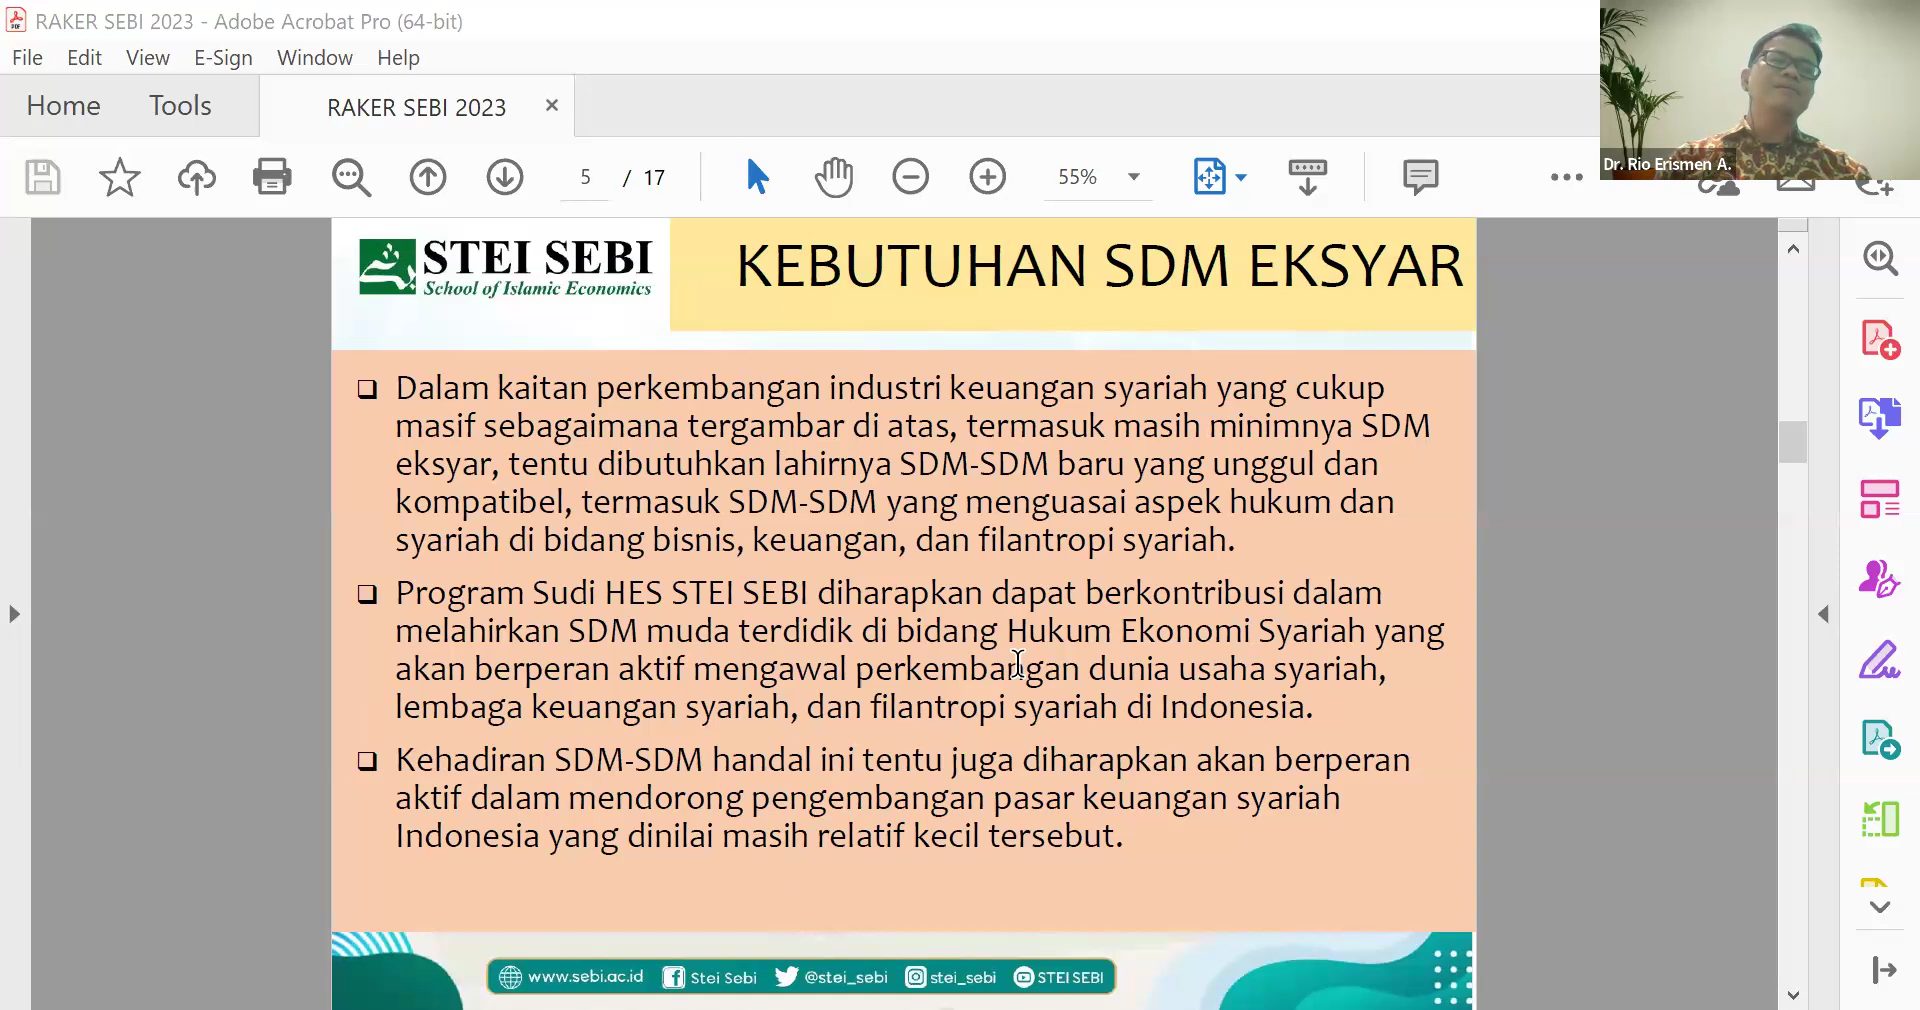 RAKER SEBI 2023 - Adobe Acrobat Pro (64-bit)
File Edit View E-Sign Window Help
Home Tools RAKER SEBI 2023 ×
5 / 17 55%
Dr. Rio Erismen A.
STEI SEBI
School of Islamic Economics
KEBUTUHAN SDM EKSYAR
Dalam kaitan perkembangan industri keuangan syariah yang cukup
masif sebagaimana tergambar di atas, termasuk masih minimnya SDM
eksyar, tentu dibutuhkan lahirnya SDM-SDM baru yang unggul dan
kompatibel, termasuk SDM-SDM yang menguasai aspek hukum dan
syariah di bidang bisnis, keuangan, dan filantropi syariah.
Program Sudi HES STEI SEBI diharapkan dapat berkontribusi dalam
melahirkan SDM muda terdidik di bidang Hukum Ekonomi Syariah yang
akan berperan aktif mengawal perkembangan dunia usaha syariah,
lembaga keuangan syariah, dan filantropi syariah di Indonesia.
Kehadiran SDM-SDM handal ini tentu juga diharapkan akan berperan
aktif dalam mendorong pengembangan pasar keuangan syariah
Indonesia yang dinilai masih relatif kecil tersebut.
www.sebi.ac.id Stei Sebi @stei_sebi stei_sebi STEI SEBI